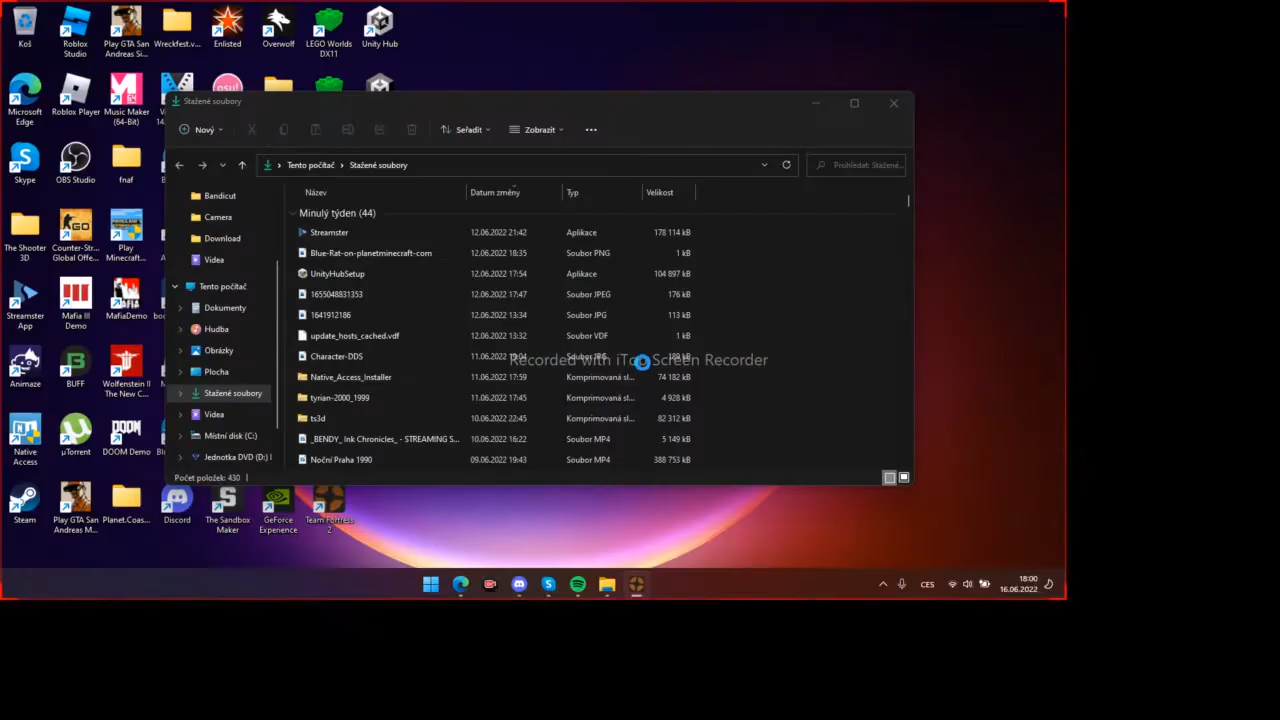 Koš
Roblox Studio
Play GTA San Andreas Si...
Wreckfest.v...
Enlisted
Overwolf
LEGO Worlds DX11
Unity Hub
Microsoft Edge
Roblox Player
Music Maker (64-Bit)
osu!
Skype
OBS Studio
fnaf
The Shooter 3D
Counter-Str... Global Offe...
Play Minecraft...
Streamster App
Mafia III Demo
MafiaDemo
Animaze
BUFF
Wolfenstein II The New C...
Native Access
µTorrent
DOOM Demo
Steam
Play GTA San Andreas M...
Planet.Coas...
Discord
The Sandbox Maker
GeForce Experience
Team Fortress 2
Stažené soubory
Nový
Seřadit
Zobrazit
Tento počítač > Stažené soubory
Prohledat: Stažené...
Bandicut
Camera
Download
Videa
Tento počítač
Dokumenty
Hudba
Obrázky
Plocha
Stažené soubory
Videa
Místní disk (C:)
Jednotka DVD (D:) I
Název Datum změny Typ Velikost
Minulý týden (44)
Streamster 12.06.2022 21:42 Aplikace 178 114 kB
Blue-Rat-on-planetminecraft-com 12.06.2022 18:35 Soubor PNG 1 kB
UnityHubSetup 12.06.2022 17:54 Aplikace 104 897 kB
1655048831353 12.06.2022 17:47 Soubor JPEG 176 kB
1641912186 12.06.2022 13:34 Soubor JPG 113 kB
update_hosts_cached.vdf 12.06.2022 13:32 Soubor VDF 1 kB
Character-DDS 11.06.2022
Recorded with iTop Screen Recorder
Native_Access_Installer 11.06.2022 17:59 Komprimovaná sl... 74 182 kB
tyrian-2000_1999 11.06.2022 17:45 Komprimovaná sl... 4 928 kB
ts3d 10.06.2022 22:45 Komprimovaná sl... 82 312 kB
_BENDY_ Ink Chronicles_ - STREAMING S... 10.06.2022 16:22 Soubor MP4 5 149 kB
Noční Praha 1990 09.06.2022 19:43 Soubor MP4 388 753 kB
Počet položek: 430
CES
18:00
16.06.2022